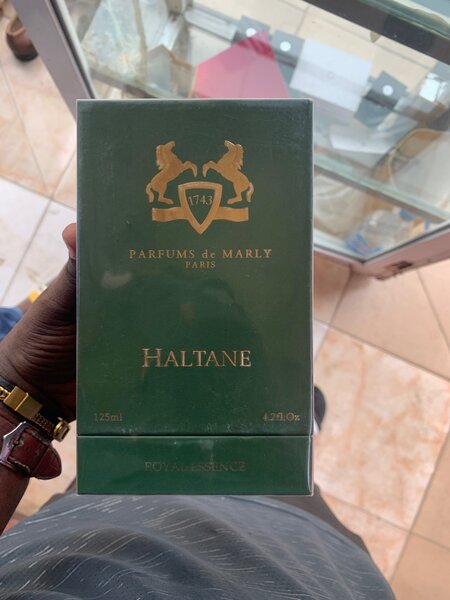 1743
PARFUMS de MARLY
PARIS
HALTANE
125ml 4.2fl.Oz
ROYAL ESSENCE